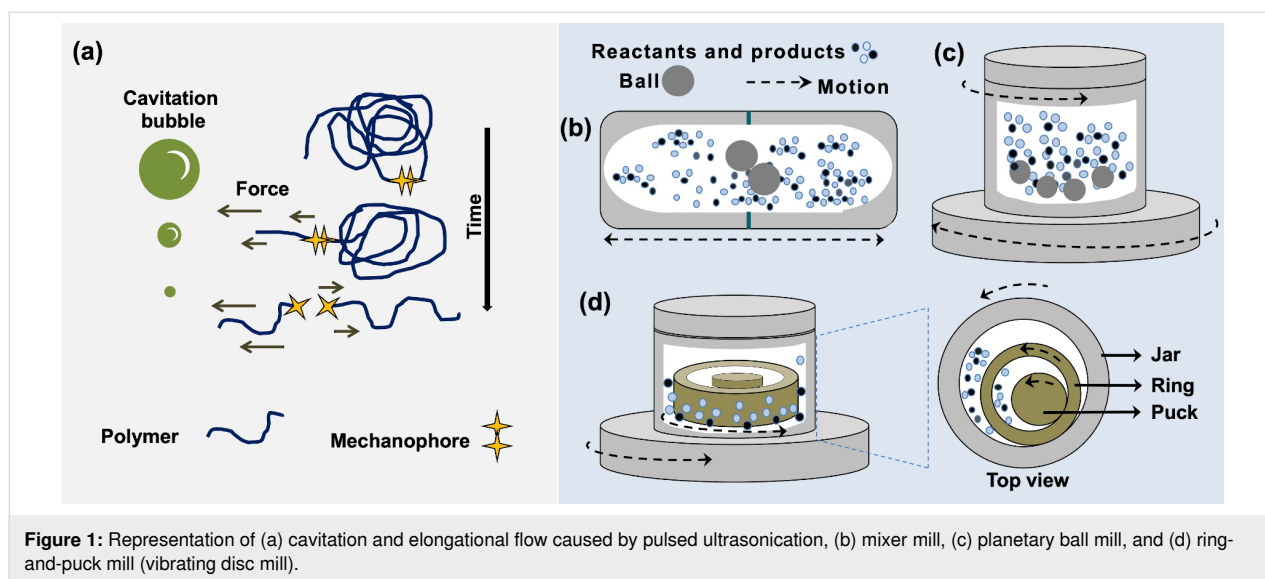 (a)
Cavitation
bubble
Force
Time
Polymer
Mechanophore
Reactants and products
Ball
Motion
(b)
(c)
(d)
Jar
Ring
Puck
Top view
Figure 1: Representation of (a) cavitation and elongational flow caused by pulsed ultrasonication, (b) mixer mill, (c) planetary ball mill, and (d) ring-
and-puck mill (vibrating disc mill).